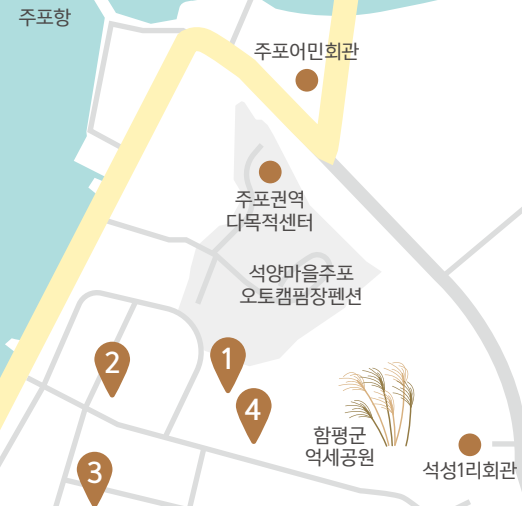 주포항
주포어민회관
주포권역
다목적센터
석양마을주포
오토캠핌장펜션
1
2
4
함평군
억세공원
석성1리회관
3